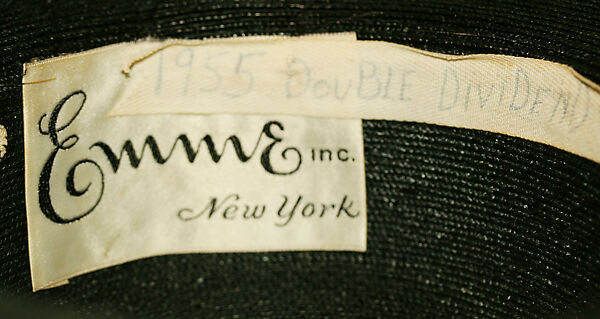 1955 DOUBLE DIVIDEND
Emme INC.
New York